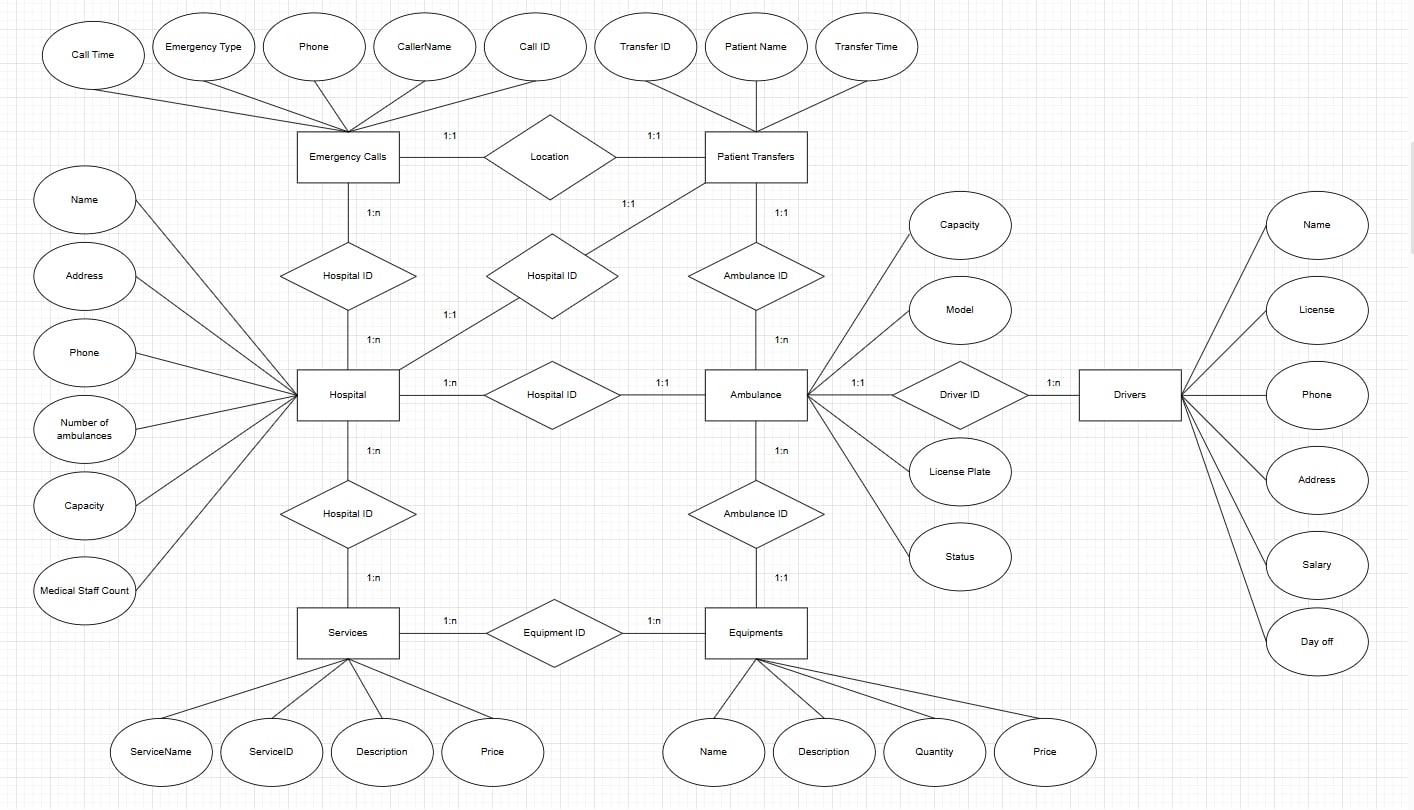 Call Time
Emergency Type
Phone
CallerName
Call ID
Transfer ID
Patient Name
Transfer Time
1:1
1:1
Emergency Calls
Location
Patient Transfers
Name
1:1
1:n
1:1
Capacity
Name
Address
Hospital ID
Hospital ID
Ambulance ID
Model
License
1:1
Phone
1:n
1:n
1:n
1:1
1:1
1:n
Hospital
Hospital ID
Ambulance
Driver ID
Drivers
Phone
Number of
ambulances
1:n
1:n
License Plate
Address
Capacity
Hospital ID
Ambulance ID
Status
Salary
1:n
1:1
Medical Staff Count
1:n
1:n
Services
Equipment ID
Equipments
Day off
ServiceName
ServiceID
Description
Price
Name
Description
Quantity
Price